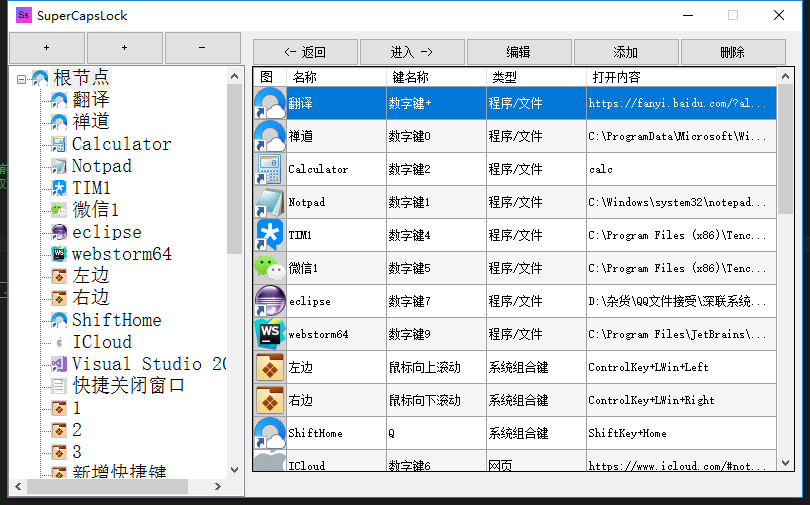 SuperCapsLock
+ + -
<- 返回 进入 -> 编辑 添加 删除
根节点
翻译
禅道
Calculator
Notpad
TIM1
微信1
eclipse
webstorm64
左边
右边
ShiftHome
ICloud
Visual Studio 20
快捷关闭窗口
1
2
3
新增快捷键
图 名称 键名称 类型 打开内容
翻译 数字键+ 程序/文件 https://fanyi.baidu.com/?al...
禅道 数字键0 程序/文件 C:\ProgramData\Microsoft\Wi...
Calculator 数字键2 程序/文件 calc
Notpad 数字键1 程序/文件 C:\Windows\system32\notepad...
TIM1 数字键4 程序/文件 C:\Program Files (x86)\Tenc...
微信1 数字键5 程序/文件 C:\Program Files (x86)\Tenc...
eclipse 数字键7 程序/文件 D:\杂货\QQ文件接受\深联系统...
webstorm64 数字键9 程序/文件 C:\Program Files\JetBrains\...
左边 鼠标向上滚动 系统组合键 ControlKey+LWin+Left
右边 鼠标向下滚动 系统组合键 ControlKey+LWin+Right
ShiftHome Q 系统组合键 ShiftKey+Home
ICloud 数字键6 网页 https://www.icloud.com/#not...